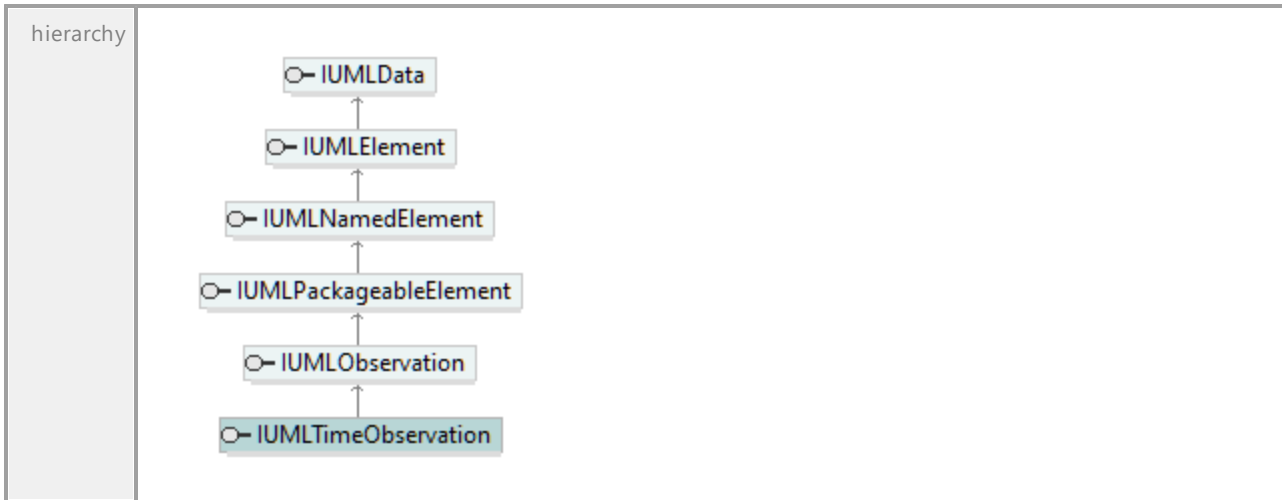 hierarchy
IUMLData
IUMLElement
IUMLNamedElement
IUMLPackageableElement
IUMLObservation
IUMLTimeObservation